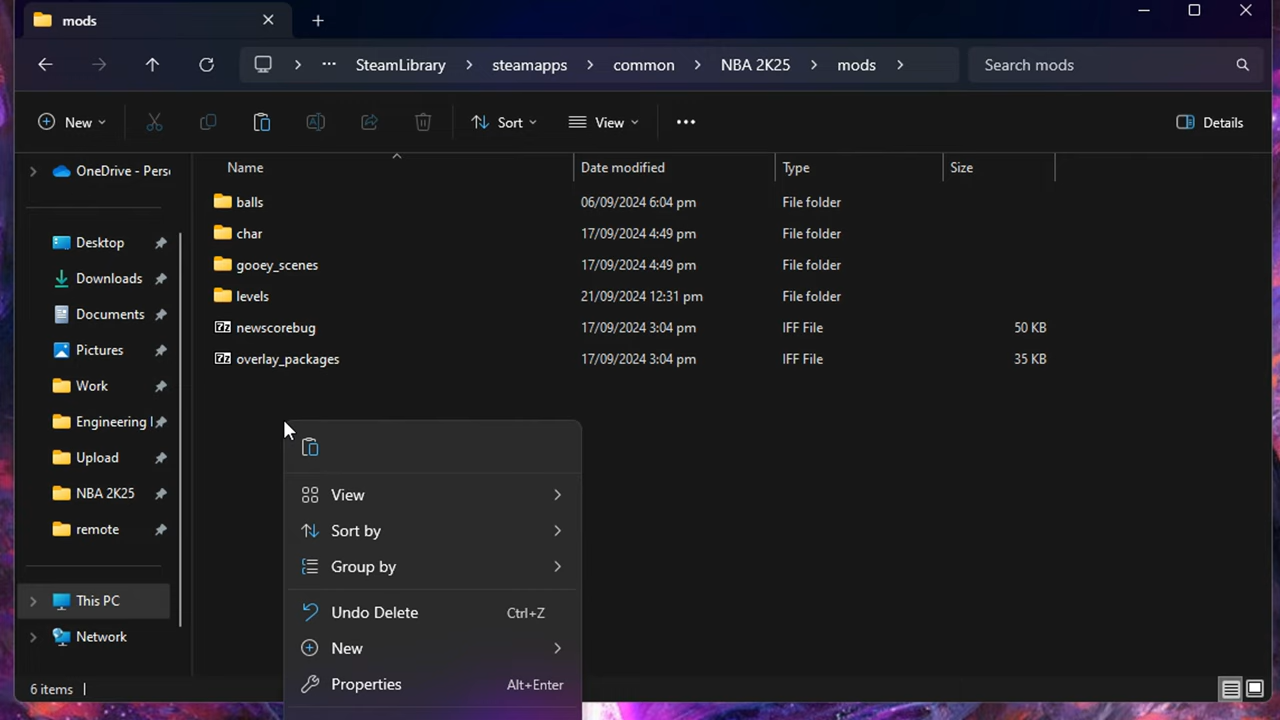 mods
SteamLibrary steamapps common NBA 2K25 mods
Search mods
New
Sort
View
Details
OneDrive - Pers
Desktop
Downloads
Documents
Pictures
Work
Engineering
Upload
NBA 2K25
remote
This PC
Network
Name Date modified Type Size
balls 06/09/2024 6:04 pm File folder
char 17/09/2024 4:49 pm File folder
gooey_scenes 17/09/2024 4:49 pm File folder
levels 21/09/2024 12:31 pm File folder
newscorebug 17/09/2024 3:04 pm IFF File 50 KB
overlay_packages 17/09/2024 3:04 pm IFF File 35 KB
View
Sort by
Group by
Undo Delete Ctrl+Z
New
Properties Alt+Enter
6 items